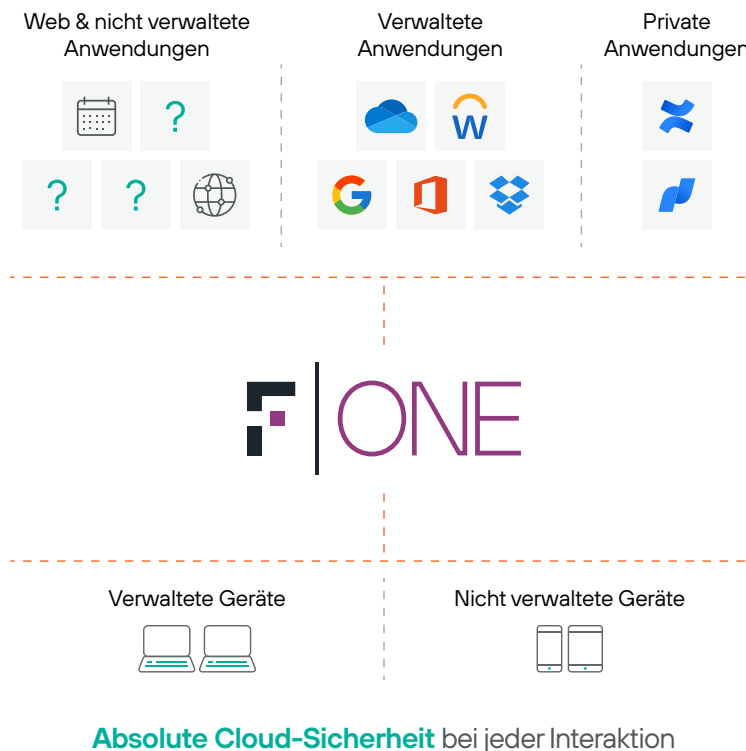 Web & nicht verwaltete
Anwendungen
Verwaltete
Anwendungen
Private
Anwendungen
?
W
? ?
G
F|ONE
Verwaltete Geräte
Nicht verwaltete Geräte
Absolute Cloud-Sicherheit bei jeder Interaktion